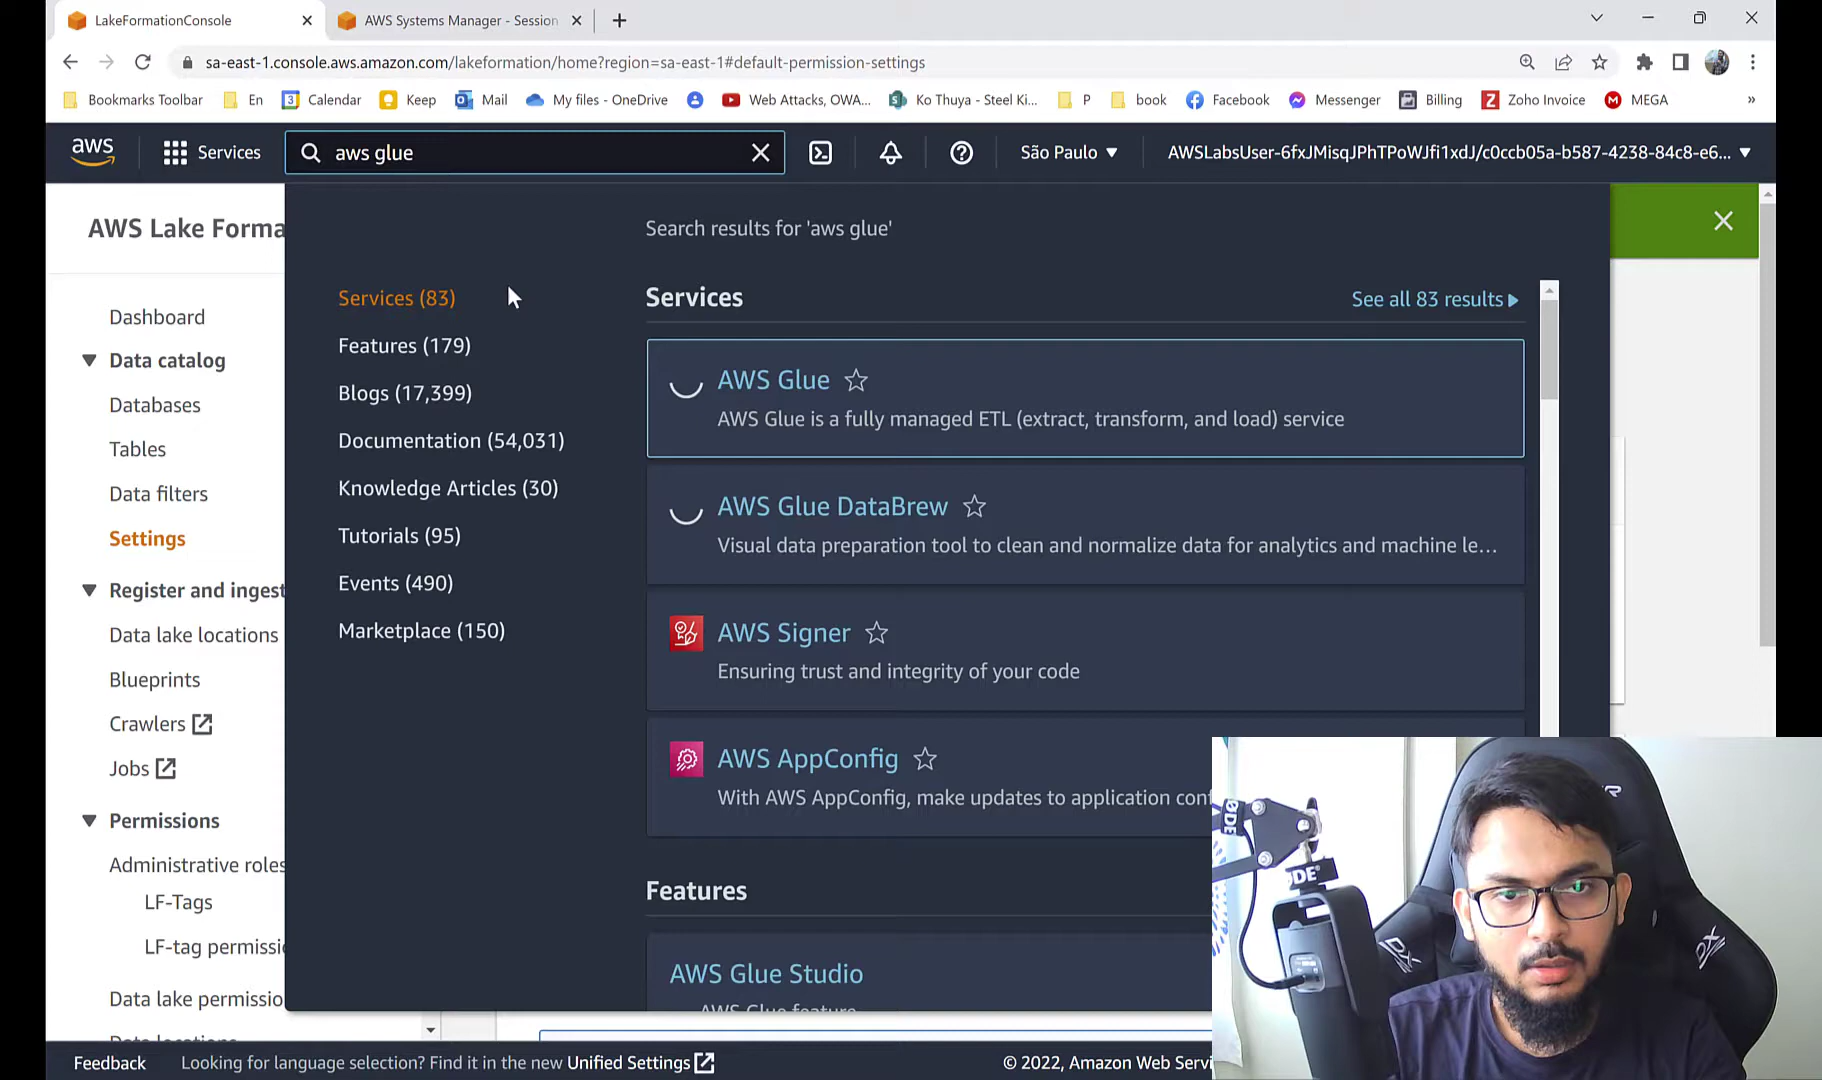 LakeFormationConsole
AWS Systems Manager - Session
sa-east-1.console.aws.amazon.com/lakeformation/home?region=sa-east-1#default-permission-settings
Bookmarks Toolbar
En
Calendar
Keep
Mail
My files - OneDrive
Web Attacks, OWA...
Ko Thuya - Steel Ki...
P
book
Facebook
Messenger
Billing
Zoho Invoice
MEGA
aws
Services
aws glue
São Paulo
AWSLabsUser-6fxJMisqJPhTPoWJfi1xdJ/c0ccb05a-b587-4238-84c8-e6...
AWS Lake Forma
Dashboard
Data catalog
Databases
Tables
Data filters
Settings
Register and ingest
Data lake locations
Blueprints
Crawlers
Jobs
Permissions
Administrative roles
LF-Tags
LF-tag permissi
Data lake permissio
Search results for 'aws glue'
Services (83)
Features (179)
Blogs (17,399)
Documentation (54,031)
Knowledge Articles (30)
Tutorials (95)
Events (490)
Marketplace (150)
Services
See all 83 results
AWS Glue
AWS Glue is a fully managed ETL (extract, transform, and load) service
AWS Glue DataBrew
Visual data preparation tool to clean and normalize data for analytics and machine le...
AWS Signer
Ensuring trust and integrity of your code
AWS AppConfig
With AWS AppConfig, make updates to application con
Features
AWS Glue Studio
AWS Glue feature
Feedback
Looking for language selection? Find it in the new Unified Settings
© 2022, Amazon Web Servi